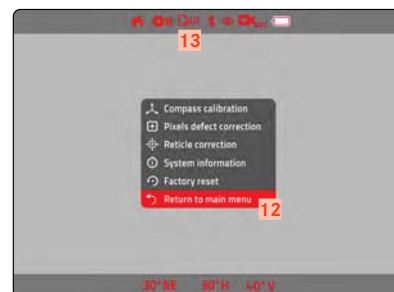 13
Compass calibration
Pixels defect correction
Reticle correction
System information
Factory reset
Return to main menu
12
30°NE 30°H 40°V